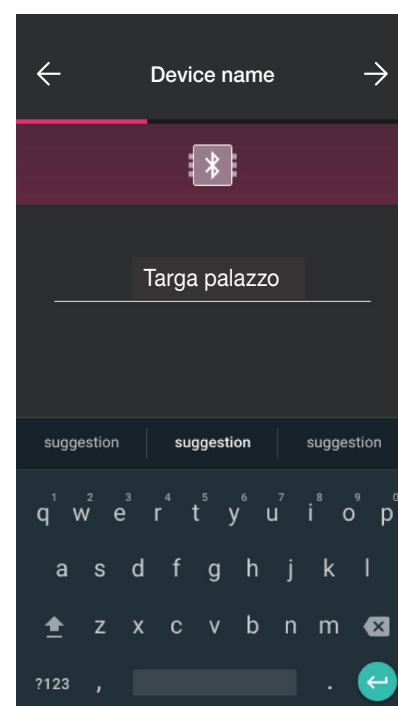 Device name
Targa palazzo
suggestion suggestion suggestion
1 2 3 4 5 6 7 8 9 0
q w e r t y u i o p
a s d f g h j k l
z x c v b n m
?123 , .